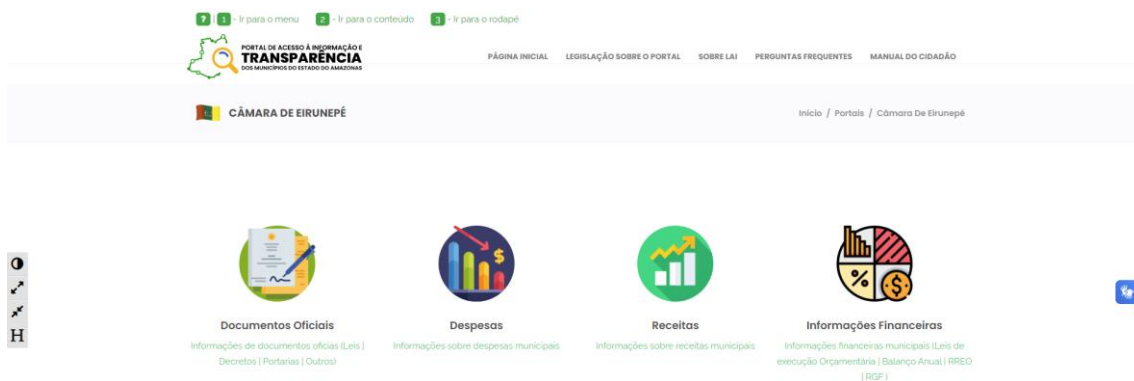 ? | 1 - Ir para o menu 2 - Ir para o conteúdo 3 - Ir para o rodapé
PORTAL DE ACESSO À INFORMAÇÃO E
TRANSPARÊNCIA
DOS MUNICÍPIOS DO ESTADO DO AMAZONAS
PÁGINA INICIAL LEGISLAÇÃO SOBRE O PORTAL SOBRE LAI PERGUNTAS FREQUENTES MANUAL DO CIDADÃO
CÂMARA DE EIRUNEPÉ
Início / Portais / Câmara De Eirunepé
H
Documentos Oficiais
Informações de documentos oficias (Leis |
Decretos | Portarias | Outros)
Despesas
Informações sobre despesas municipais
Receitas
Informações sobre receitas municipais
Informações Financeiras
Informações financeiras municipais (Leis de
execução Orçamentária | Balanço Anual | RREO
| RGF )